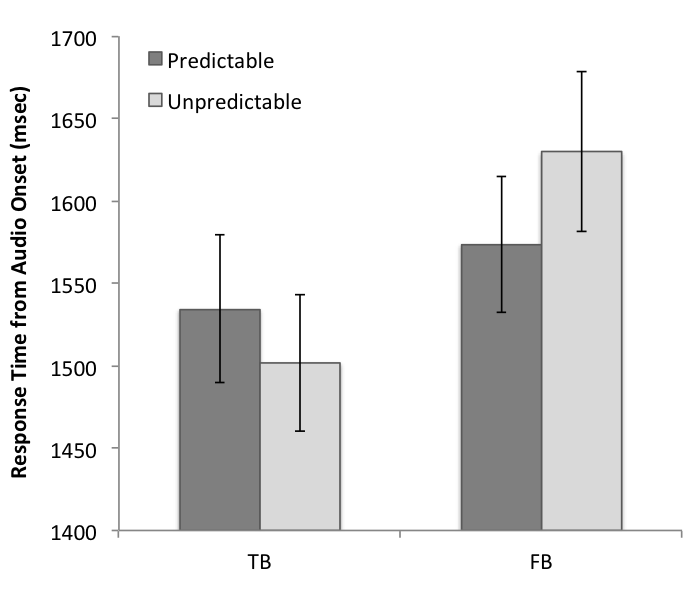 1700
1650
1600
1550
1500
1450
1400
Response Time from Audio Onset (msec)
Predictable
Unpredictable
TB
FB